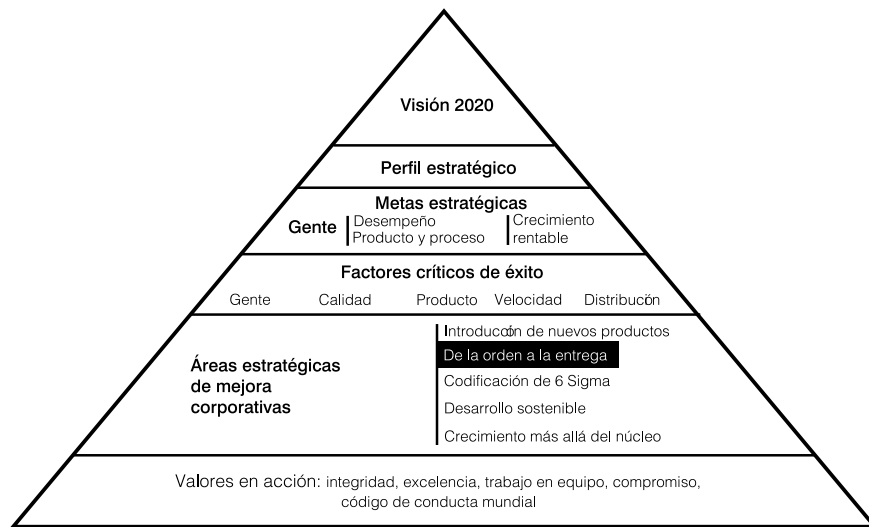 Visión 2020
Perfil estratégico
Metas estratégicas
Gente
Desempeño
Producto y proceso
Crecimiento
rentable
Factores críticos de éxito
Gente Calidad Producto Velocidad Distribución
Áreas estratégicas
de mejora
corporativas
Introducción de nuevos productos
De la orden a la entrega
Codificación de 6 Sigma
Desarrollo sostenible
Crecimiento más allá del núcleo
Valores en acción: integridad, excelencia, trabajo en equipo, compromiso,
código de conducta mundial